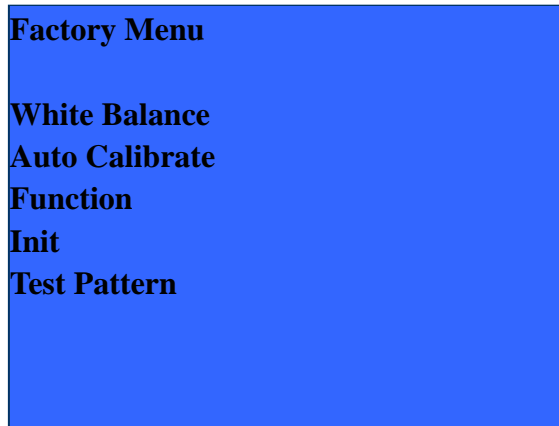 Factory Menu
White Balance
Auto Calibrate
Function
Init
Test Pattern